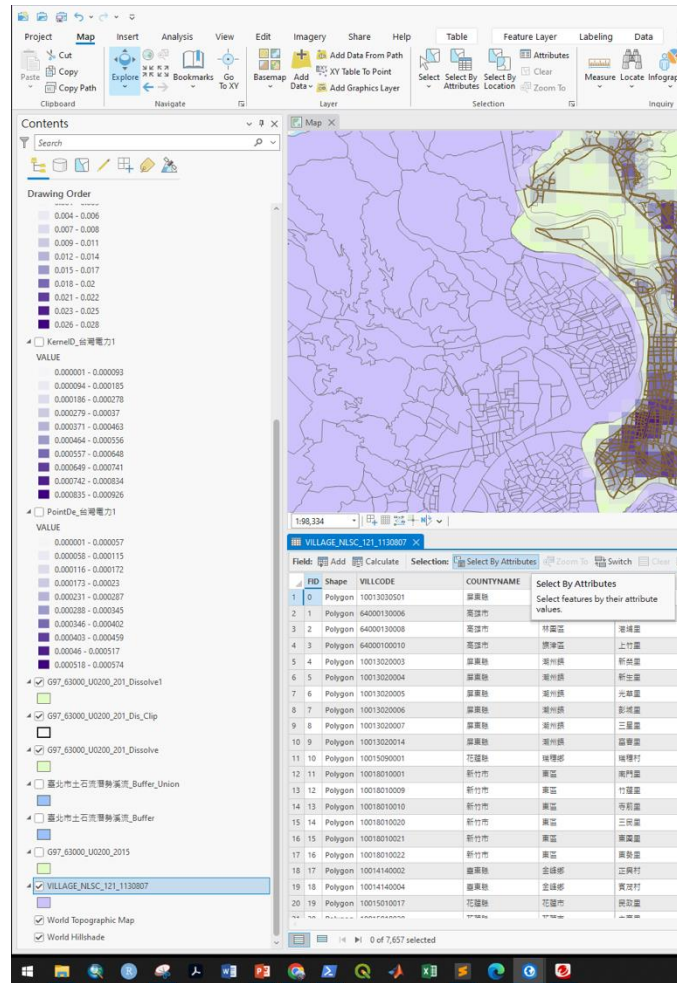 Project Map Insert Analysis View Edit Imagery Share Help Table Feature Layer Labeling Data
Paste
Cut
Copy
Copy Path
Clipboard
Explore
Bookmarks
Go To XY
Navigate
Basemap
Add Data
Add Data From Path
XY Table To Point
Add Graphics Layer
Layer
Select
Select By Attributes
Select By Location
Attributes
Clear
Zoom To
Selection
Measure
Locate
Inquiry
Contents
Search
Drawing Order
0.004 - 0.006
0.007 - 0.008
0.009 - 0.011
0.012 - 0.014
0.015 - 0.017
0.018 - 0.02
0.021 - 0.022
0.023 - 0.025
0.026 - 0.028
KernelD_台灣電力1
VALUE
0.000001 - 0.000093
0.000094 - 0.000185
0.000186 - 0.000278
0.000279 - 0.00037
0.000371 - 0.000463
0.000464 - 0.000556
0.000557 - 0.000648
0.000649 - 0.000741
0.000742 - 0.000834
0.000835 - 0.000926
PointDe_台灣電力1
VALUE
0.000001 - 0.000057
0.000058 - 0.000115
0.000116 - 0.000172
0.000173 - 0.00023
0.000231 - 0.000287
0.000288 - 0.000345
0.000346 - 0.000402
0.000403 - 0.000459
0.00046 - 0.000517
0.000518 - 0.000574
G97_63000_U0200_201_Dissolve1
G97_63000_U0200_201_Dis_Clip
G97_63000_U0200_201_Dissolve
臺北市土石流潛勢溪流_Buffer_Union
臺北市土石流潛勢溪流_Buffer
G97_63000_U0200_2015
VILLAGE_NLSC_121_1130807
World Topographic Map
World Hillshade
Map
1:98,334
VILLAGE_NLSC_121_1130807
Field: Add Calculate Selection: Select By Attributes Zoom To Switch Clear
FID Shape VILLCODE COUNTYNAME
Select By Attributes
Select features by their attribute values.
1 0 Polygon 10013030501 屏東縣
2 1 Polygon 64000130006 高雄市
3 2 Polygon 64000130008 高雄市 林園區 港埔里
4 3 Polygon 64000100010 高雄市 旗津區 上竹里
5 4 Polygon 10013020003 屏東縣 潮州鎮 新榮里
6 5 Polygon 10013020004 屏東縣 潮州鎮 新生里
7 6 Polygon 10013020005 屏東縣 潮州鎮 光華里
8 7 Polygon 10013020006 屏東縣 潮州鎮 彭城里
9 8 Polygon 10013020007 屏東縣 潮州鎮 三星里
10 9 Polygon 10013020014 屏東縣 潮州鎮 富春里
11 10 Polygon 10015090001 花蓮縣 瑞穗鄉 瑞穗村
12 11 Polygon 10018010001 新竹市 東區 南門里
13 12 Polygon 10018010009 新竹市 東區 竹蓮里
14 13 Polygon 10018010010 新竹市 東區 寺前里
15 14 Polygon 10018010020 新竹市 東區 三民里
16 15 Polygon 10018010021 新竹市 東區 東園里
17 16 Polygon 10018010022 新竹市 東區 東勢里
18 17 Polygon 10014140002 臺東縣 金峰鄉 正興村
19 18 Polygon 10014140004 臺東縣 金峰鄉 賓茂村
20 19 Polygon 10015010017 花蓮縣 花蓮市 民政里
0 of 7,657 selected